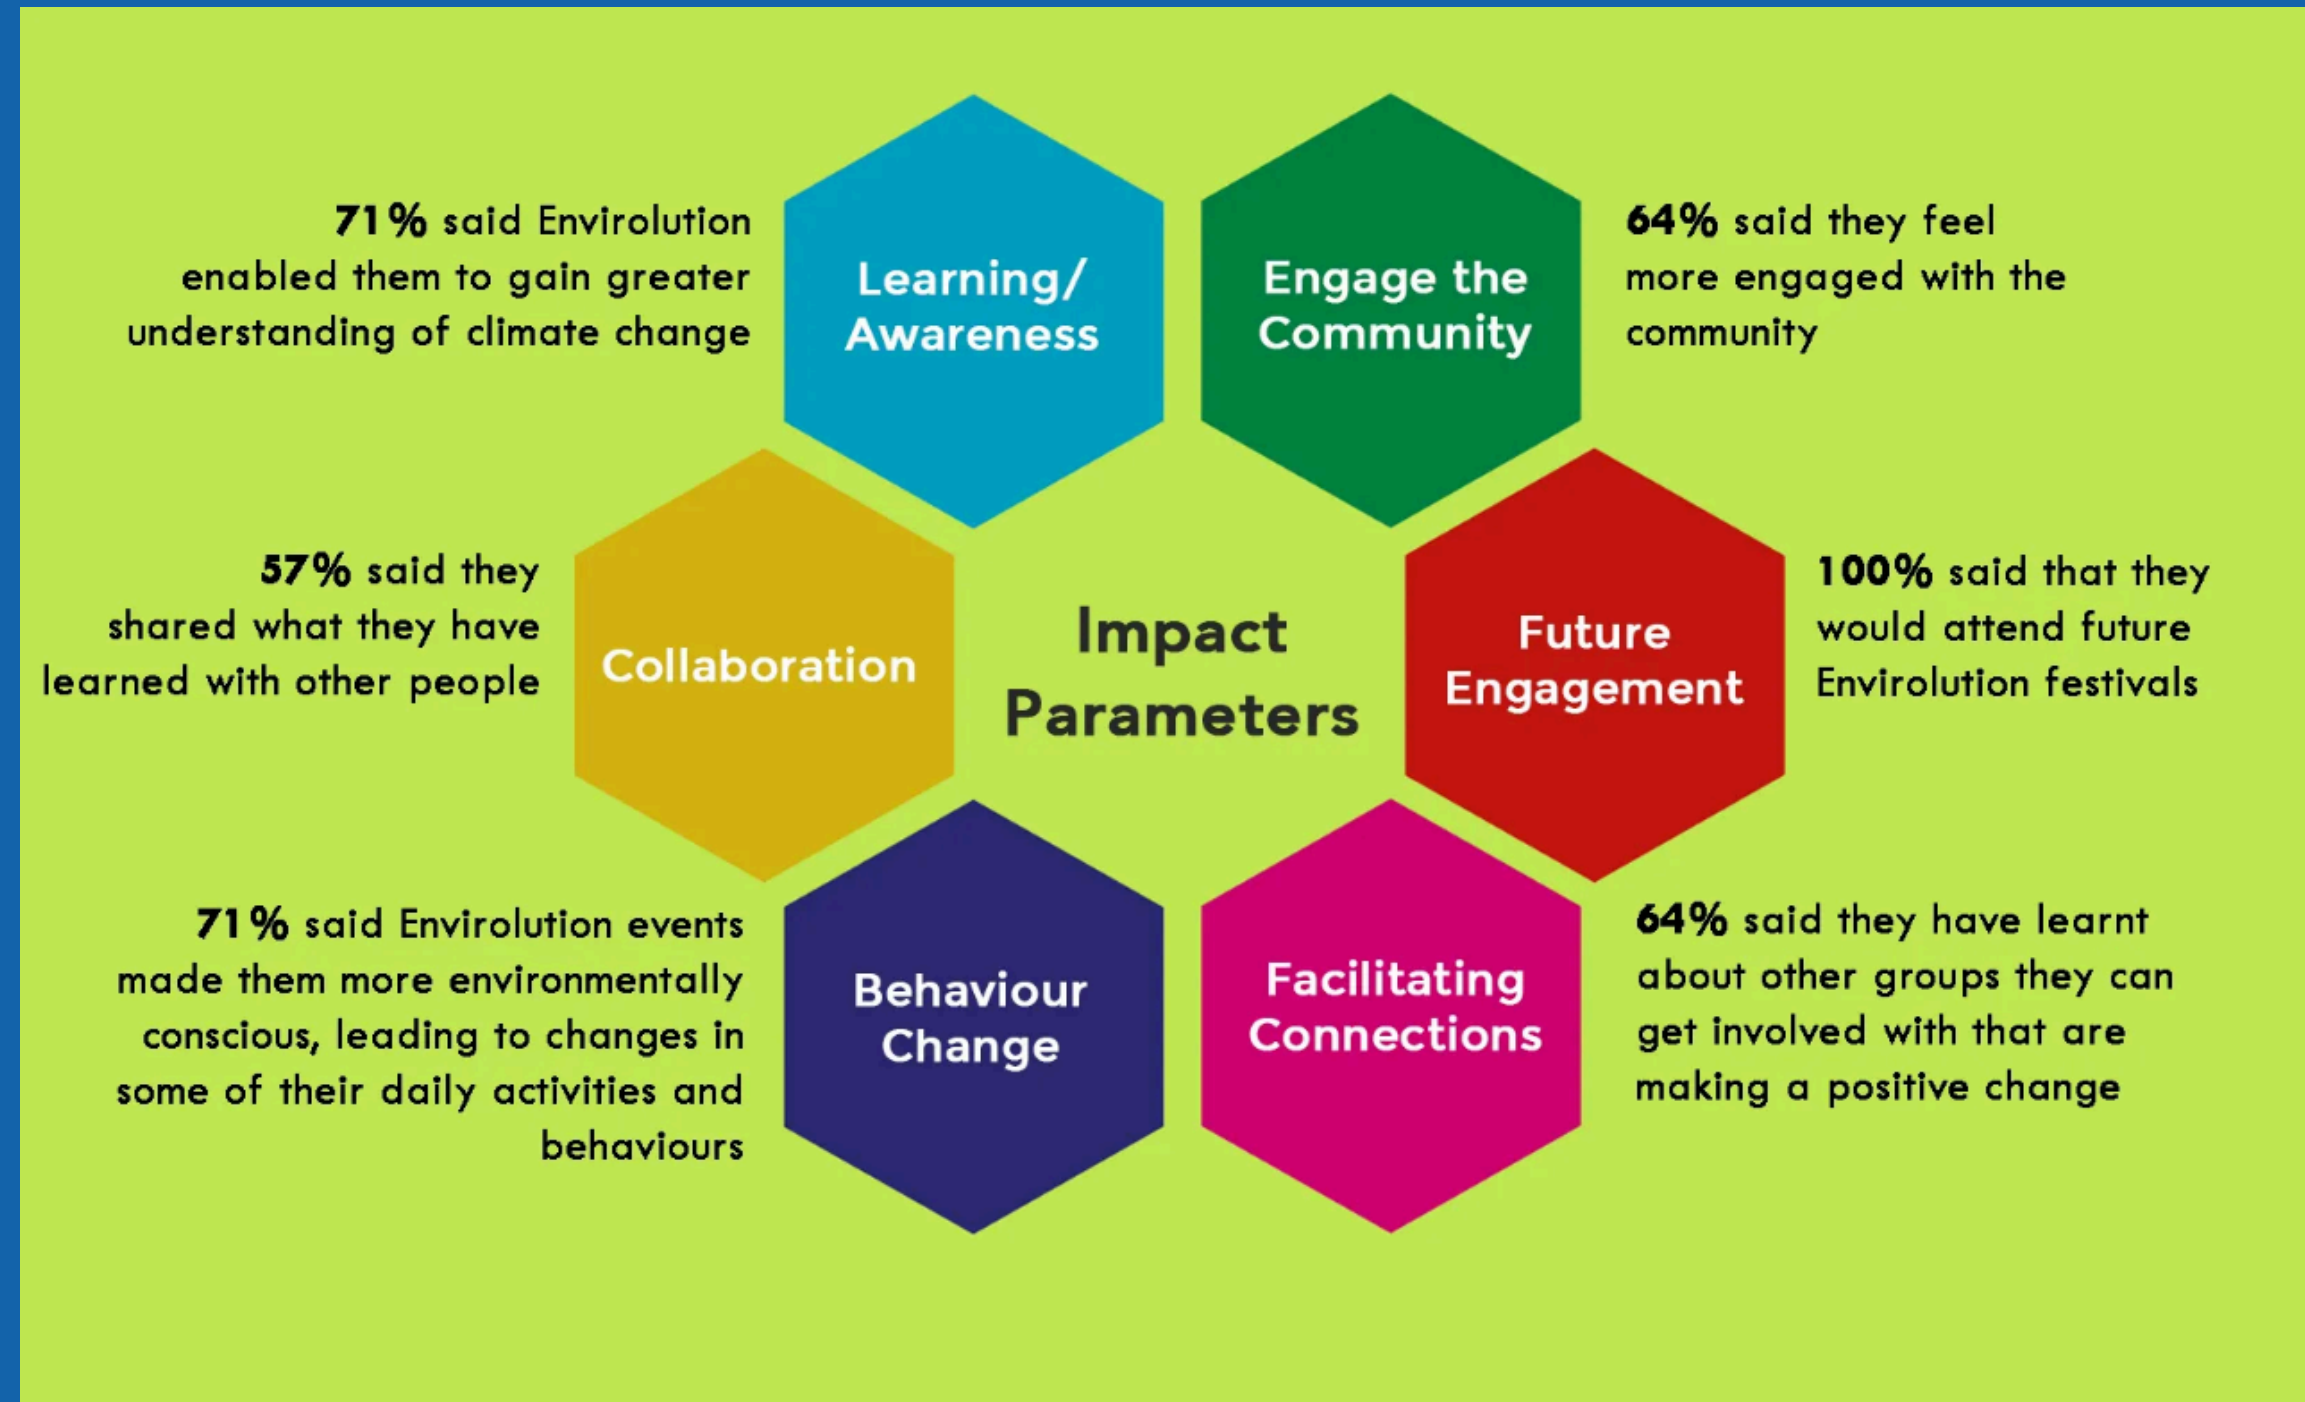 71% said Envirolution
enabled them to gain greater
understanding of climate change
Learning/
Awareness
Engage the
Community
64% said they feel
more engaged with the
community
57% said they
shared what they have
learned with other people
Collaboration
Impact
Parameters
Future
Engagement
100% said that they
would attend future
Envirolution festivals
71% said Envirolution events
made them more environmentally
conscious, leading to changes in
some of their daily activities and
behaviours
Behaviour
Change
Facilitating
Connections
64% said they have learnt
about other groups they can
get involved with that are
making a positive change